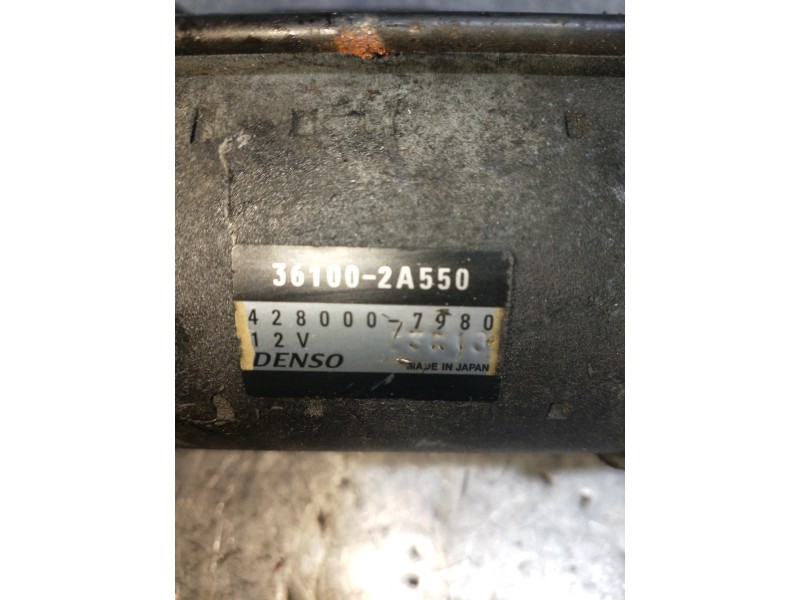 36100-2A550
428000-7980
12V
DENSO MADE IN JAPAN